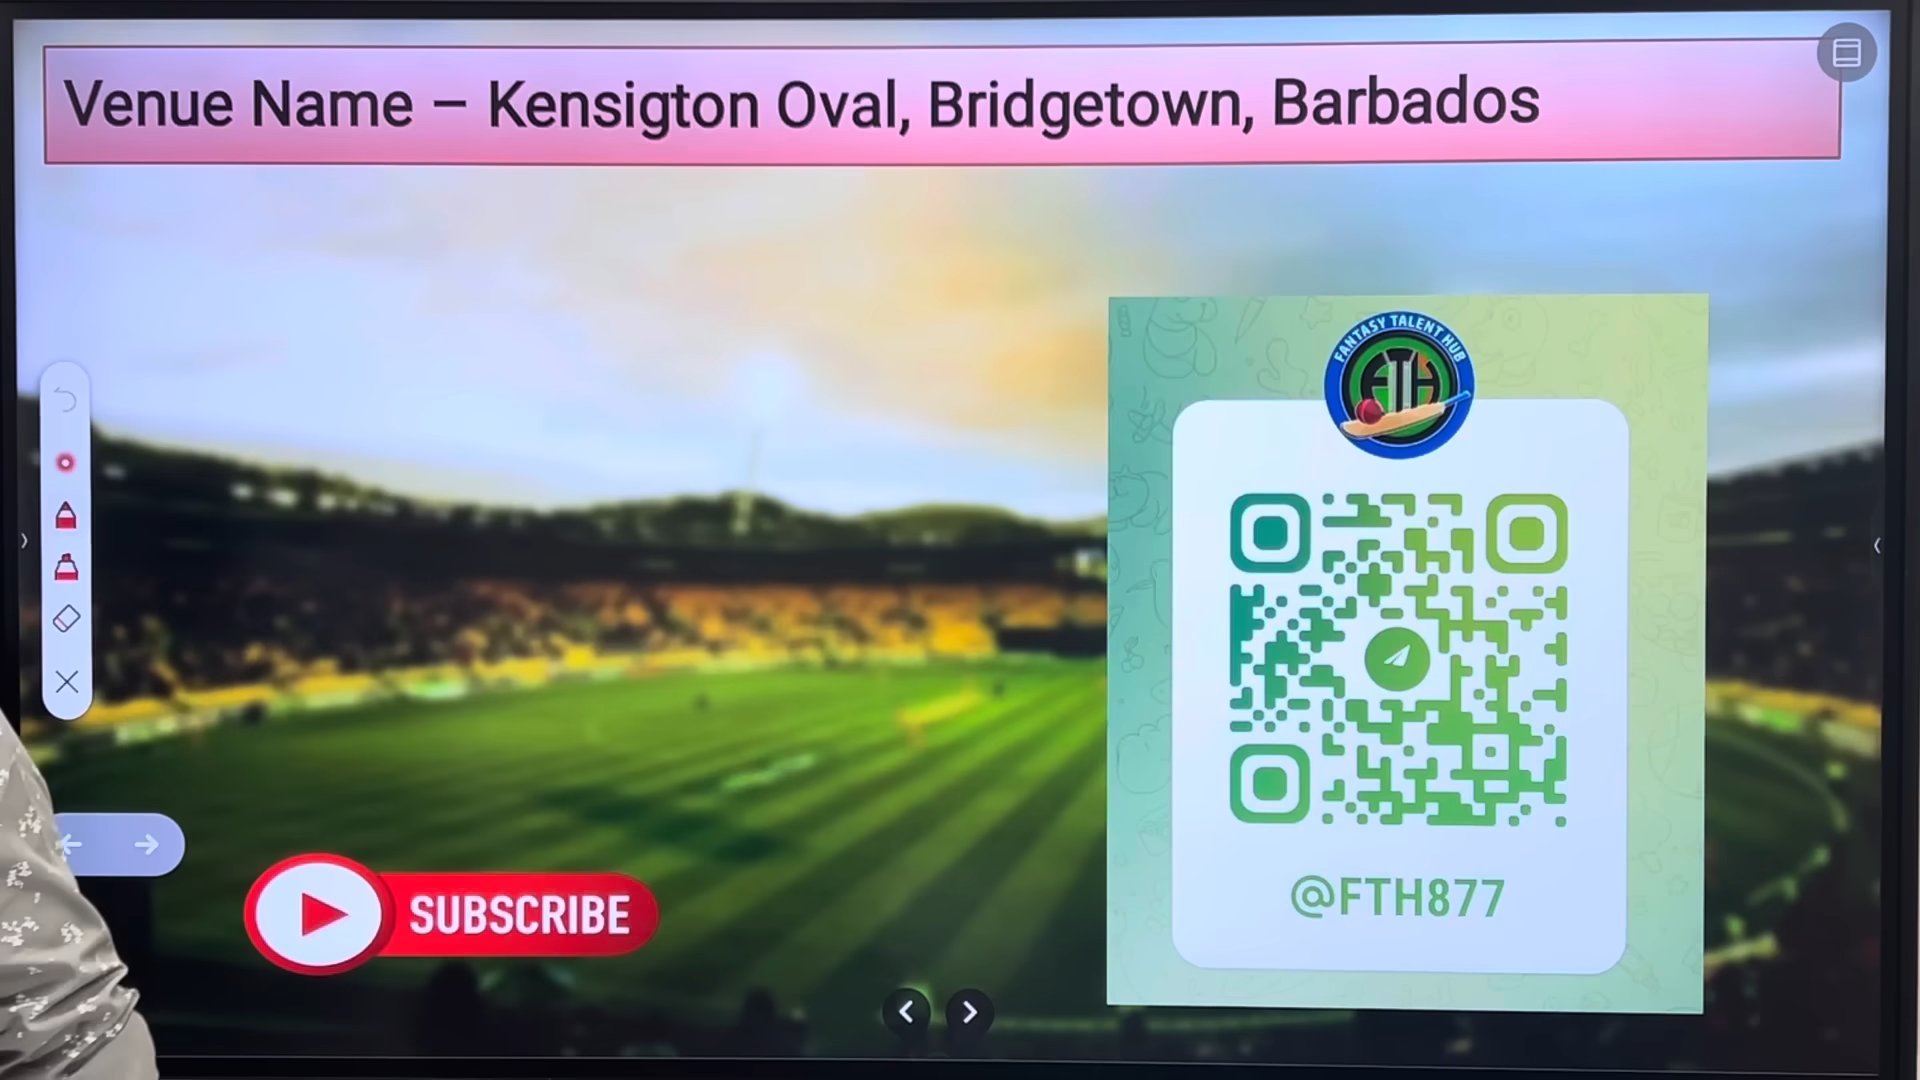 Venue Name – Kensigton Oval, Bridgetown, Barbados
FANTASY TALENT HUB
FTH
@FTH877
SUBSCRIBE